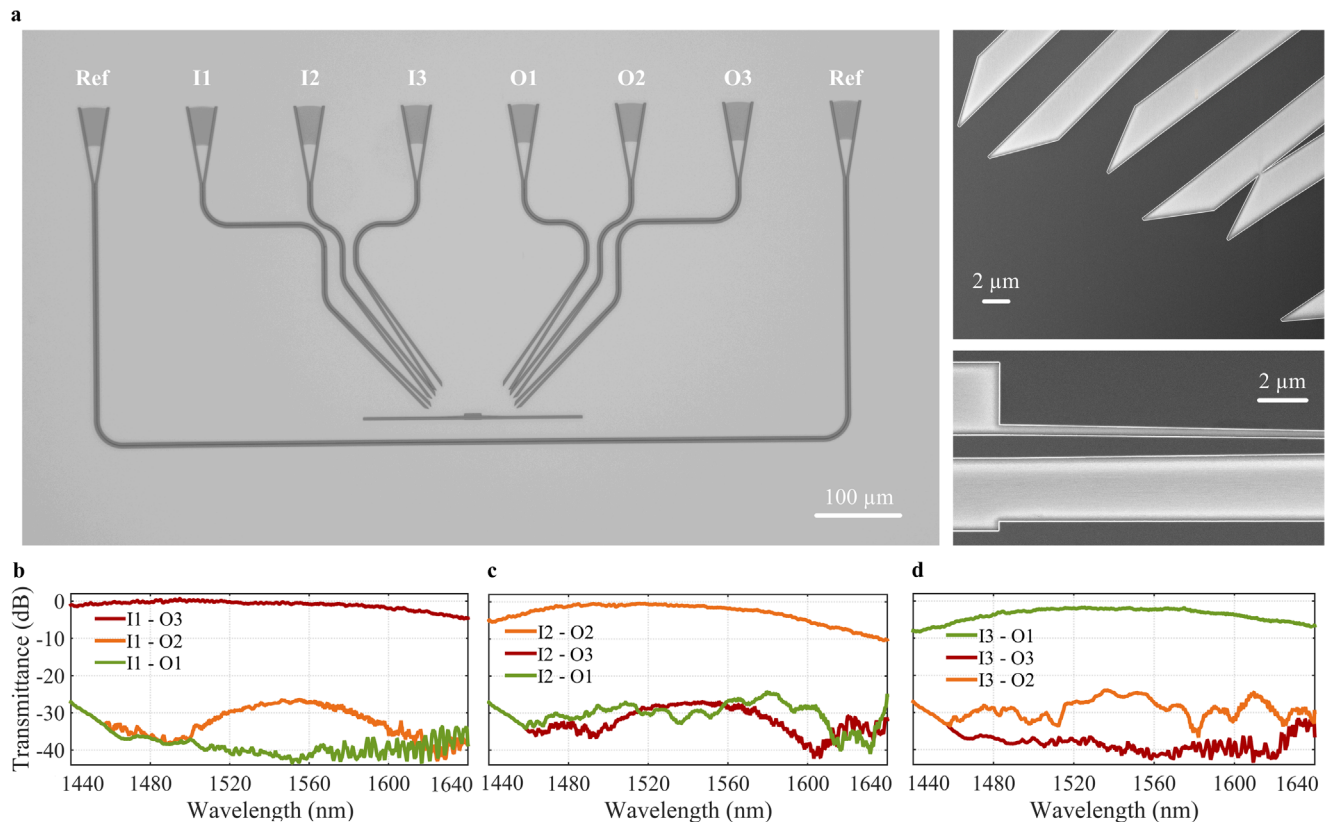 a
Ref I1 I2 I3 O1 O2 O3 Ref
100 µm
2 µm
2 µm
b
Transmittance (dB)
0
-10
-20
-30
-40
I1 - O3
I1 - O2
I1 - O1
1440 1480 1520 1560 1600 1640
Wavelength (nm)
c
I2 - O2
I2 - O3
I2 - O1
1440 1480 1520 1560 1600 1640
Wavelength (nm)
d
I3 - O1
I3 - O3
I3 - O2
1440 1480 1520 1560 1600 1640
Wavelength (nm)